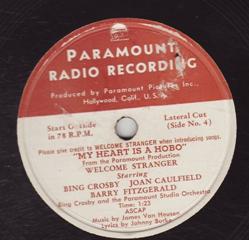 PARAMOUNT
RADIO RECORDING
Produced by Paramount Pictures Inc.,
Hollywood, Calif., U.S.A.
Starts Outside
in 78 R.P.M.
Lateral Cut
(Side No. 4)
Please give credit to WELCOME STRANGER when introducing songs.
"MY HEART IS A HOBO"
From the Paramount Production
WELCOME STRANGER
Starring
BING CROSBY JOAN CAULFIELD
BARRY FITZGERALD
Bing Crosby and the Paramount Studio Orchestra
Time: 1:23
ASCAP
Music by James Van Heusen
Lyrics by Johnny Burke